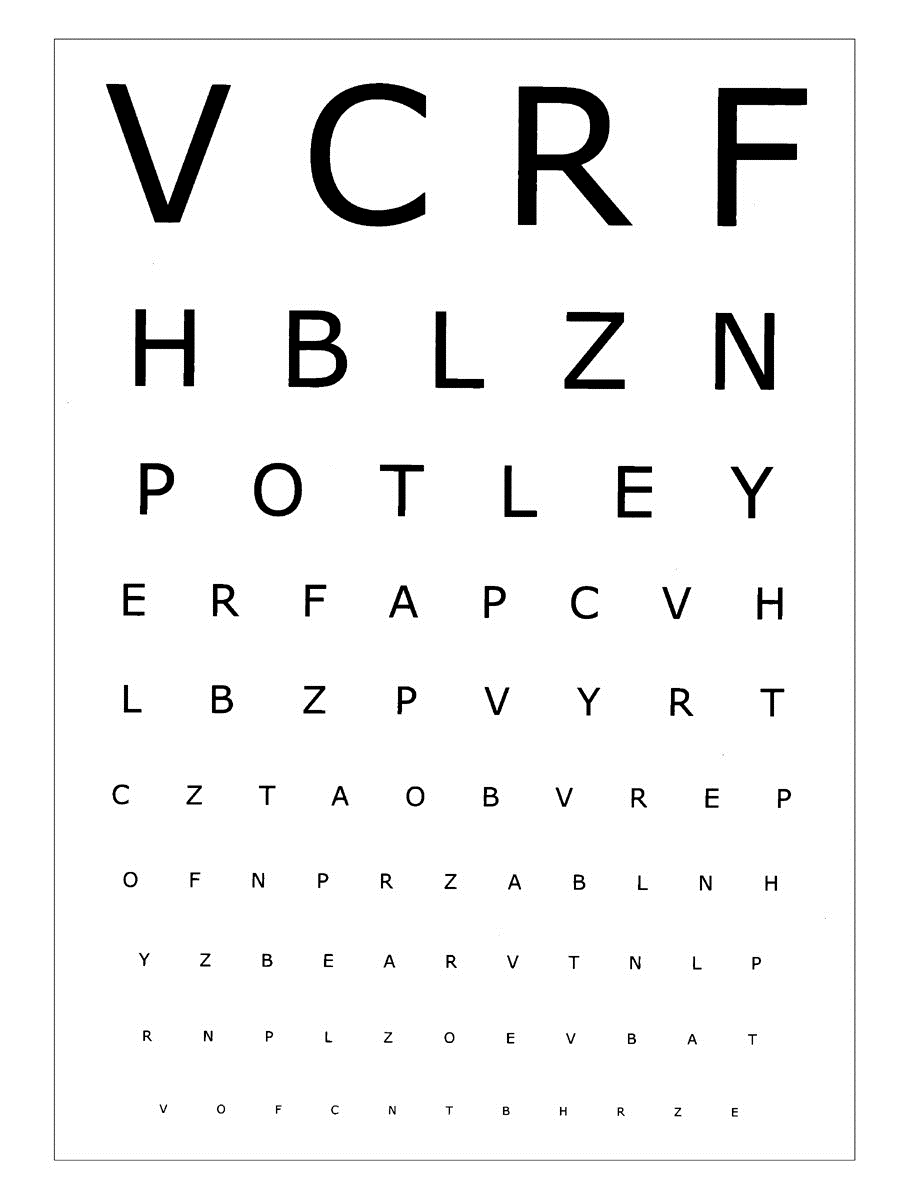 V C R F
H B L Z N
P O T L E Y
E R F A P C V H
L B Z P V Y R T
C Z T A O B V R E P
O F N P R Z A B L N H
Y Z B E A R V T N L P
R N P L Z O E V B A T
V O F C N T B H R Z E